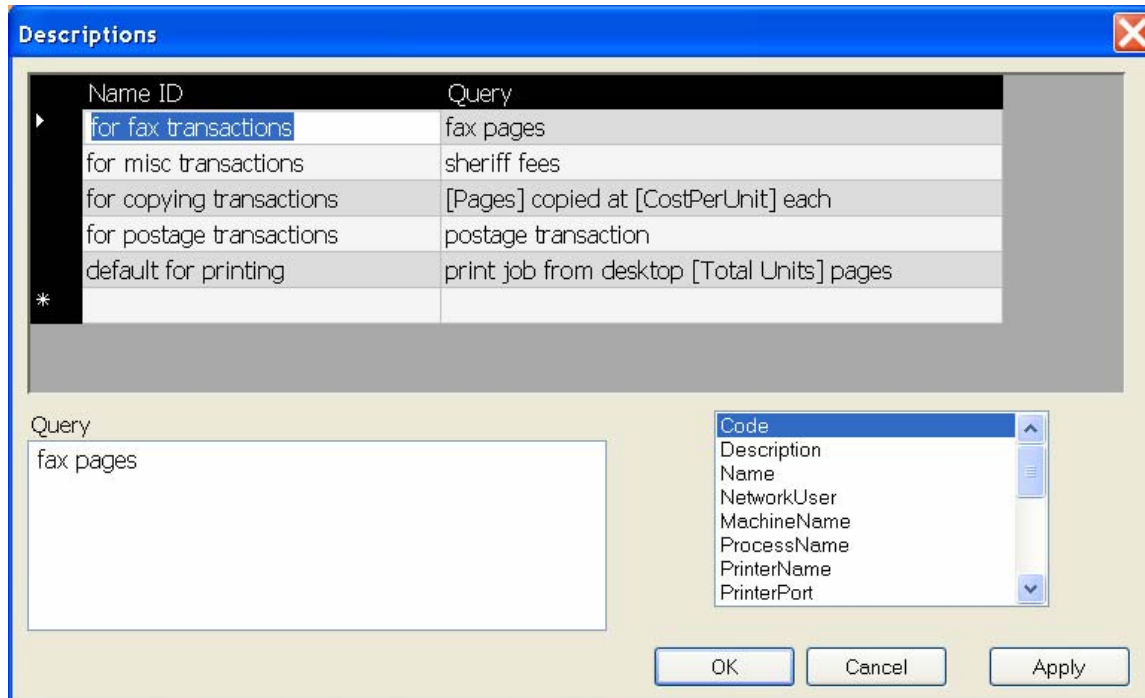 Descriptions
Name ID Query
for fax transactions fax pages
for misc transactions sheriff fees
for copying transactions [Pages] copied at [CostPerUnit] each
for postage transactions postage transaction
default for printing print job from desktop [Total Units] pages
*
Query
fax pages
Code
Description
Name
NetworkUser
MachineName
ProcessName
PrinterName
PrinterPort
OK Cancel Apply